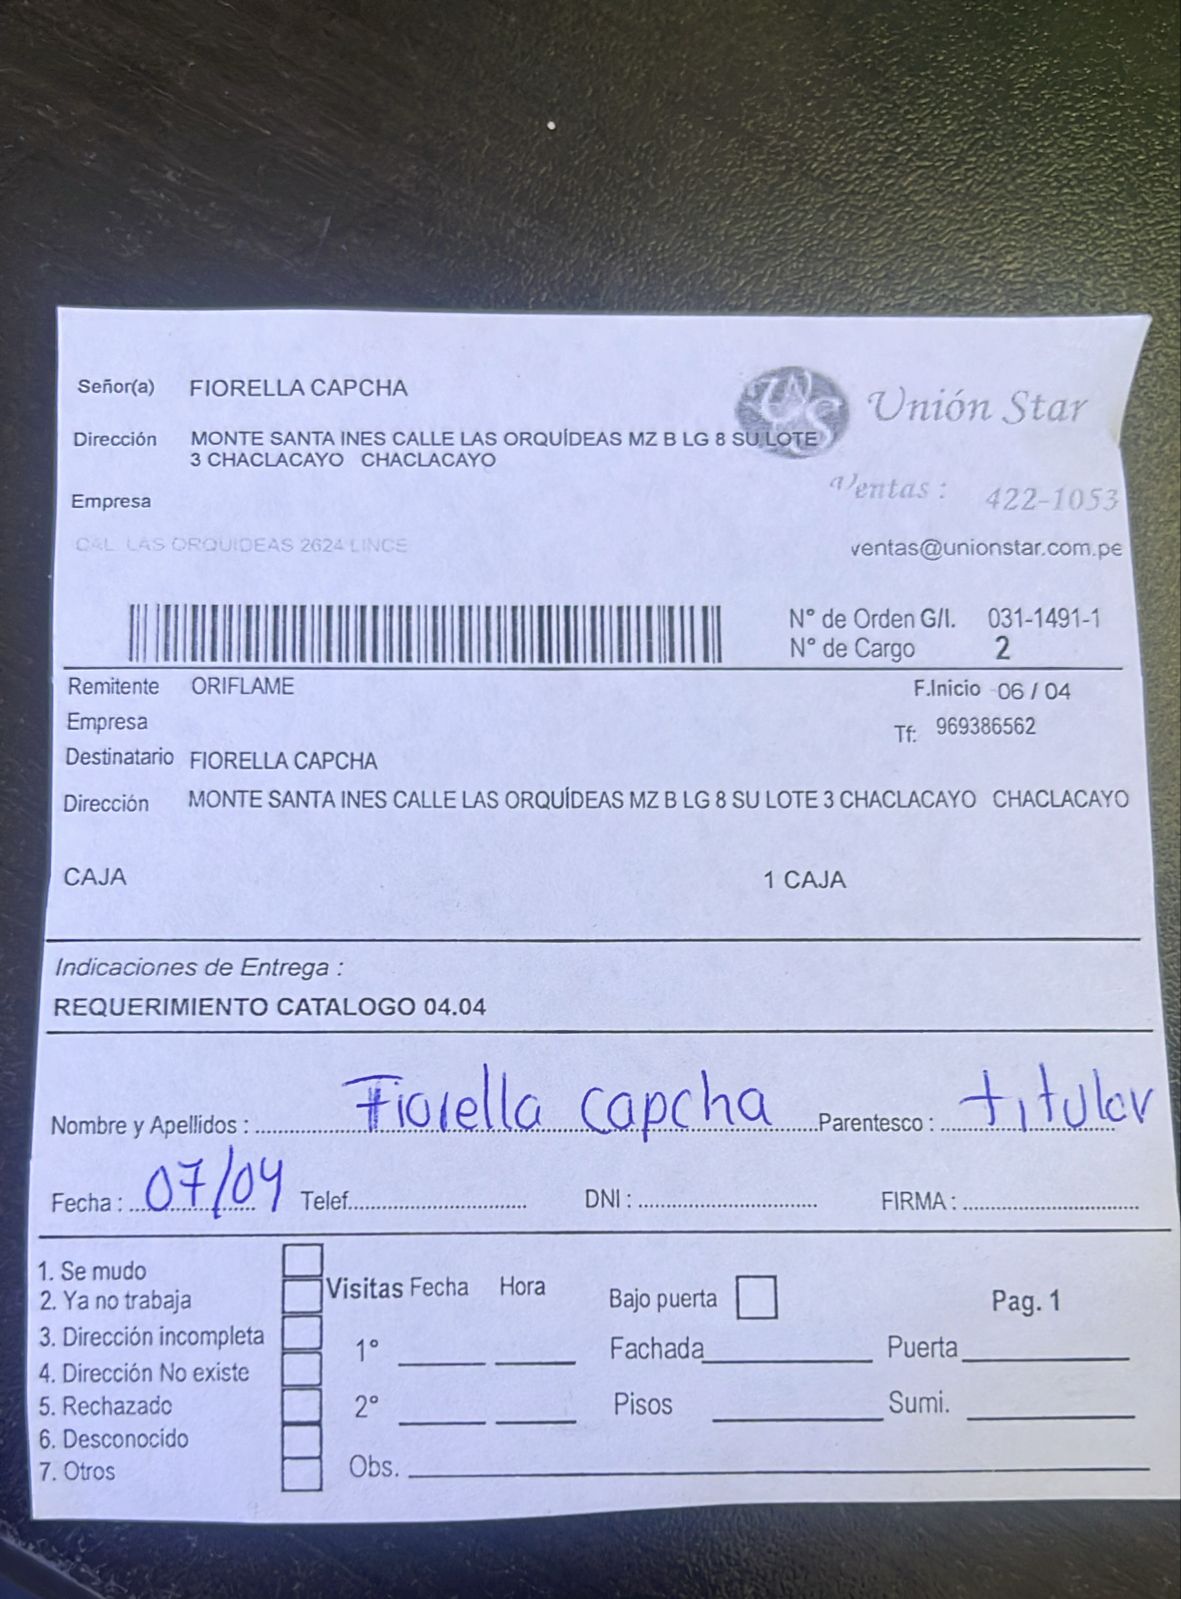 Señor(a) FIORELLA CAPCHA
Unión Star
Dirección MONTE SANTA INES CALLE LAS ORQUÍDEAS MZ B LG 8 SU LOTE
3 CHACLACAYO CHACLACAYO
Ventas : 422-1053
Empresa
CAL. LAS ORQUIDEAS 2624 LINCE
ventas@unionstar.com.pe
N° de Orden G/I. 031-1491-1
N° de Cargo 2
Remitente ORIFLAME F.Inicio 06 / 04
Empresa Tf: 969386562
Destinatario FIORELLA CAPCHA
Dirección MONTE SANTA INES CALLE LAS ORQUÍDEAS MZ B LG 8 SU LOTE 3 CHACLACAYO CHACLACAYO
CAJA 1 CAJA
Indicaciones de Entrega :
REQUERIMIENTO CATALOGO 04.04
Nombre y Apellidos : Fiorella Capcha Parentesco : titular
Fecha : 07/04 Telef. DNI : FIRMA :
1. Se mudo
2. Ya no trabaja
3. Dirección incompleta
4. Dirección No existe
5. Rechazado
6. Desconocido
7. Otros
Visitas Fecha Hora
1°
2°
Obs.
Bajo puerta Pag. 1
Fachada Puerta
Pisos Sumi.